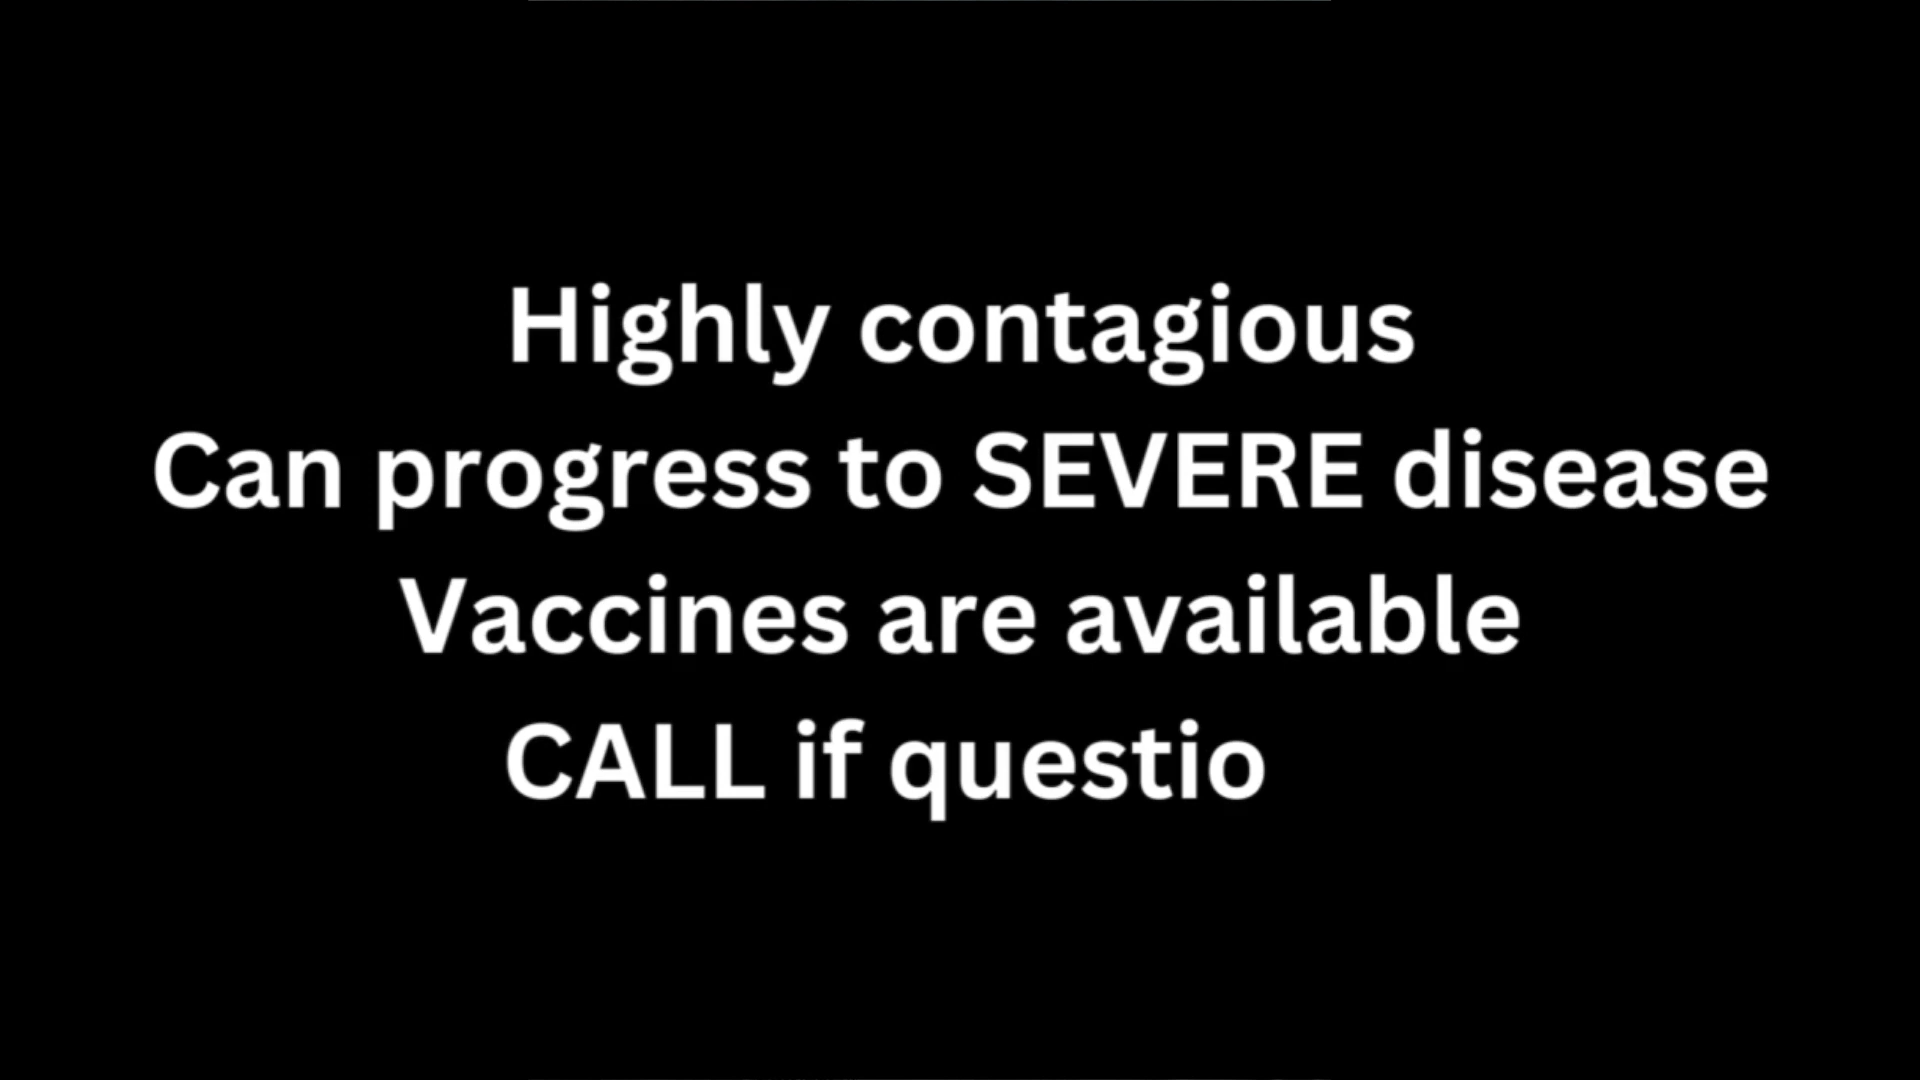 Highly contagious
Can progress to SEVERE disease
Vaccines are available
CALL if questio